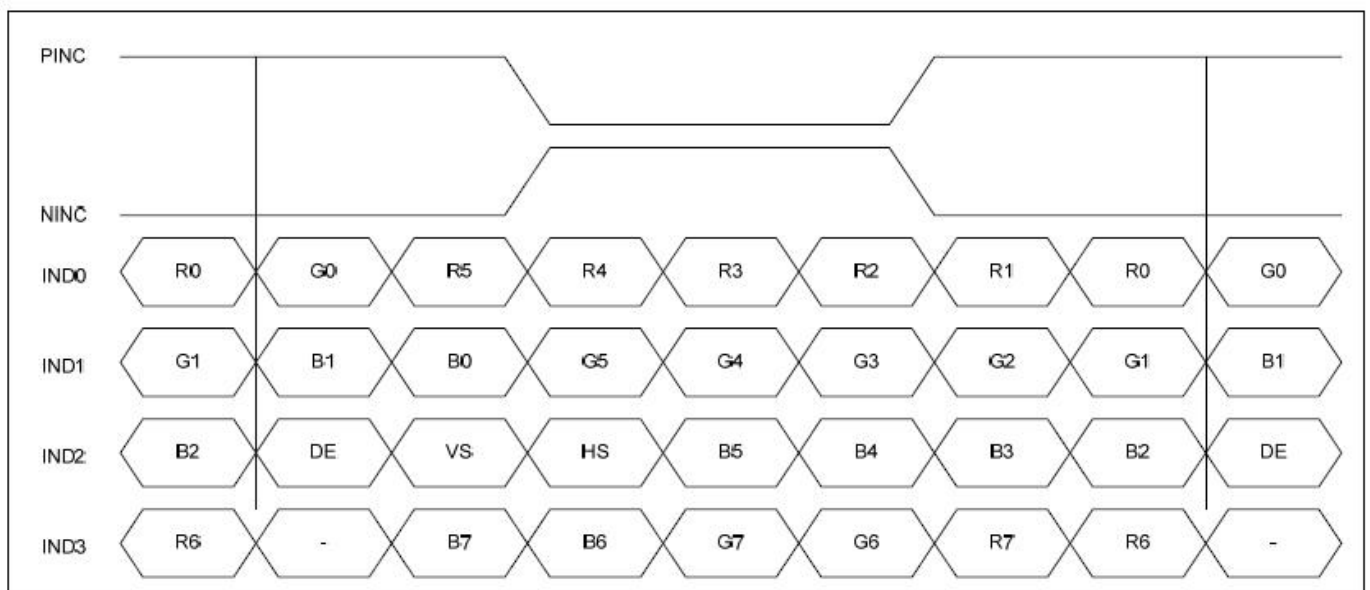 PINC
NINC
IND0 R0 G0 R5 R4 R3 R2 R1 R0 G0
IND1 G1 B1 B0 G5 G4 G3 G2 G1 B1
IND2 B2 DE VS HS B5 B4 B3 B2 DE
IND3 R6 - B7 B6 G7 G6 R7 R6 -